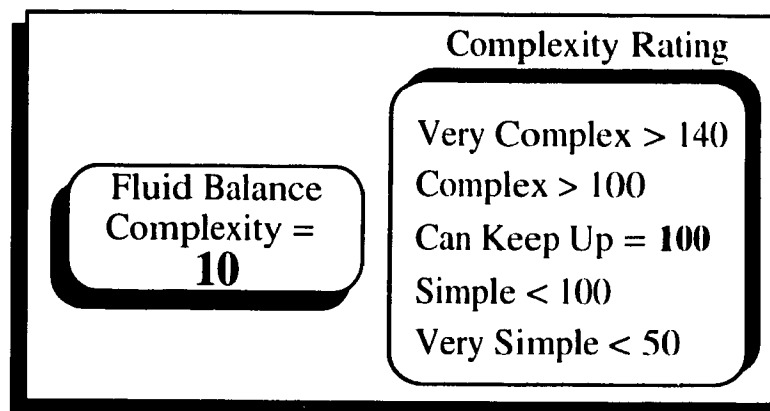 Complexity Rating
Fluid Balance
Complexity =
10
Very Complex > 140
Complex > 100
Can Keep Up = 100
Simple < 100
Very Simple < 50